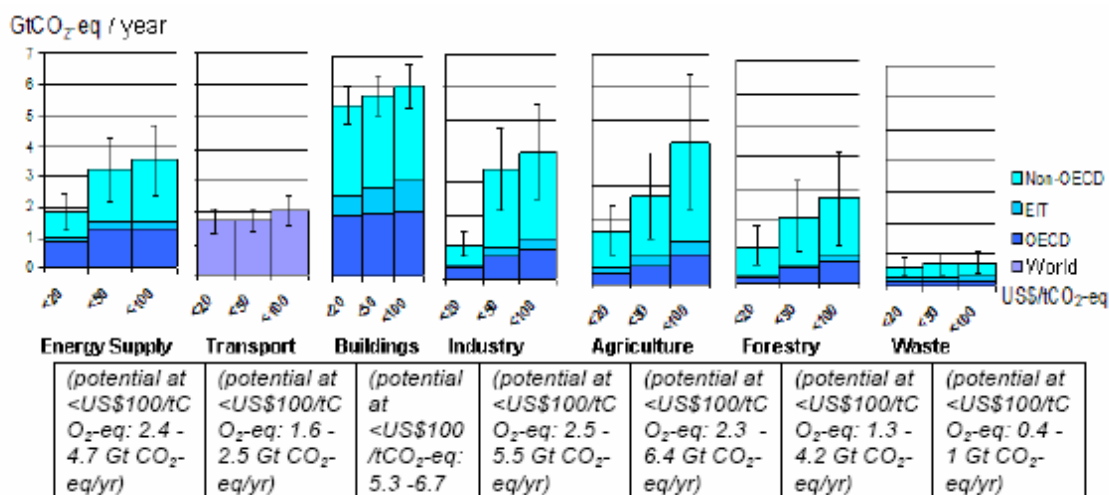 GtCO₂-eq / year
7
6
5
4
3
2
1
0
<20 <50 <100
<20 <50 <100
<20 <50 <100
<20 <50 <100
<20 <50 <100
<20 <50 <100
<20 <50 <100
Non-OECD
EIT
OECD
World
US$/tCO₂-eq
Energy Supply Transport Buildings Industry Agriculture Forestry Waste
(potential at
<US$100/tC
O₂-eq: 2.4 -
4.7 Gt CO₂-
eq/yr)
(potential at
<US$100/tC
O₂-eq: 1.6 -
2.5 Gt CO₂-
eq/yr)
(potential
at
<US$100
/tCO₂-eq:
5.3 -6.7
(potential at
<US$100/tC
O₂-eq: 2.5 -
5.5 Gt CO₂-
eq/yr)
(potential at
<US$100/tC
O₂-eq: 2.3 -
6.4 Gt CO₂-
eq/yr)
(potential at
<US$100/tC
O₂-eq: 1.3 -
4.2 Gt CO₂-
eq/yr)
(potential at
<US$100/tC
O₂-eq: 0.4 -
1 Gt CO₂-
eq/yr)